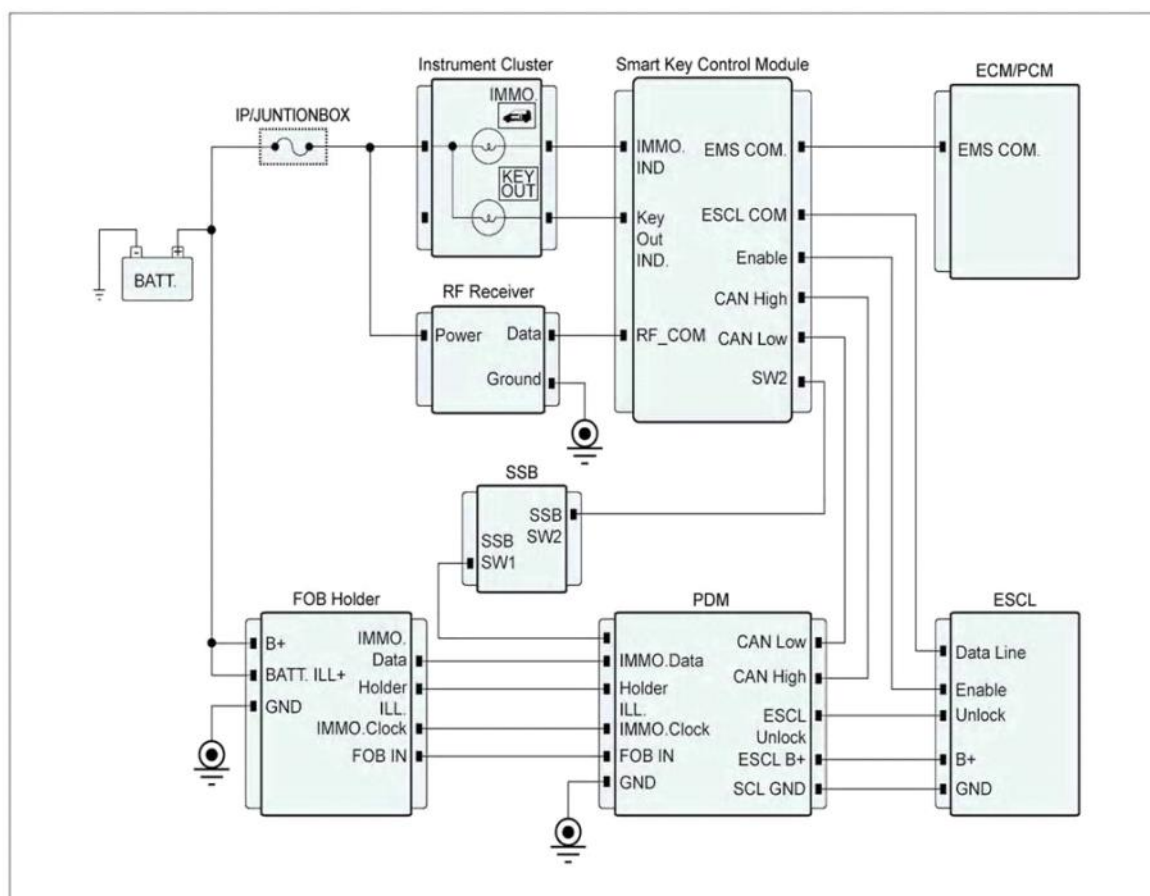 Instrument Cluster
Smart Key Control Module
ECM/PCM
IP/JUNTIONBOX
IMMO.
KEY
OUT
IMMO.
IND
Key
Out
IND.
RF_COM
EMS COM.
ESCL COM
Enable
CAN High
CAN Low
SW2
EMS COM.
- +
BATT.
RF Receiver
Power
Data
Ground
SSB
SSB
SW2
SSB
SW1
FOB Holder
B+
BATT. ILL+
GND
IMMO.
Data
Holder
ILL.
IMMO.Clock
FOB IN
PDM
IMMO.Data
Holder
ILL.
IMMO.Clock
FOB IN
GND
CAN Low
CAN High
ESCL
Unlock
ESCL B+
SCL GND
ESCL
Data Line
Enable
Unlock
B+
GND